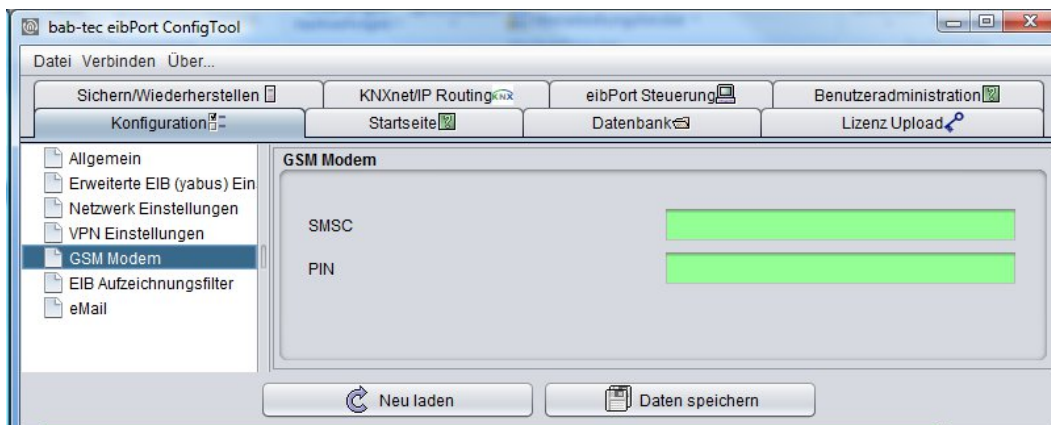 bab-tec eibPort ConfigTool
Datei Verbinden Über...
Sichern/Wiederherstellen KNXnet/IP Routing KNX eibPort Steuerung Benutzeradministration
Konfiguration Startseite Datenbank Lizenz Upload
Allgemein
Erweiterte EIB (yabus) Ein
Netzwerk Einstellungen
VPN Einstellungen
GSM Modem
EIB Aufzeichnungsfilter
eMail
GSM Modem
SMSC
PIN
Neu laden Daten speichern